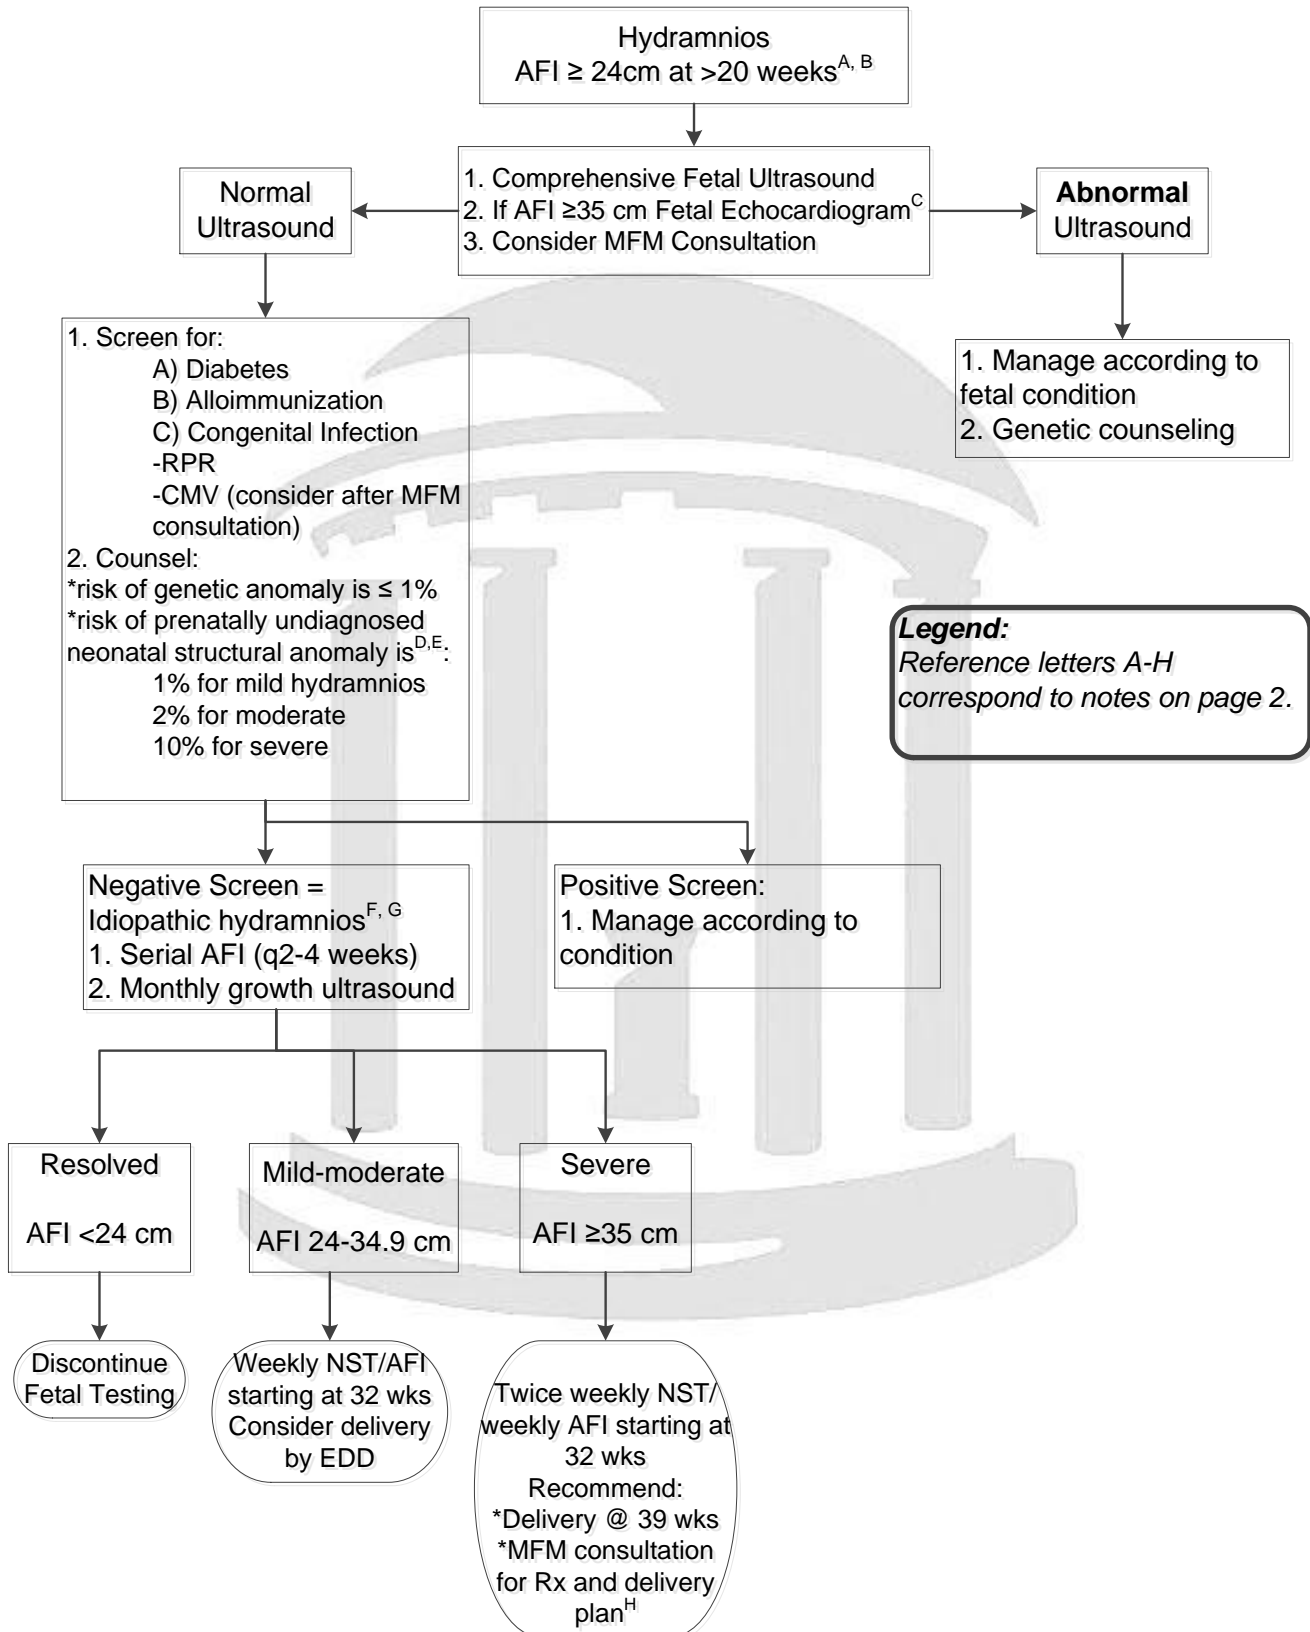 Hydramnios
AFI ≥ 24cm at >20 weeks^A, B
Normal
Ultrasound
1. Comprehensive Fetal Ultrasound
2. If AFI ≥35 cm Fetal Echocardiogram^C
3. Consider MFM Consultation
Abnormal
Ultrasound
1. Screen for:
A) Diabetes
B) Alloimmunization
C) Congenital Infection
-RPR
-CMV (consider after MFM
consultation)
2. Counsel:
*risk of genetic anomaly is ≤ 1%
*risk of prenatally undiagnosed
neonatal structural anomaly is^D,E:
1% for mild hydramnios
2% for moderate
10% for severe
1. Manage according to
fetal condition
2. Genetic counseling
Legend:
Reference letters A-H
correspond to notes on page 2.
Negative Screen =
Idiopathic hydramnios^F, G
1. Serial AFI (q2-4 weeks)
2. Monthly growth ultrasound
Positive Screen:
1. Manage according to
condition
Resolved
AFI <24 cm
Mild-moderate
AFI 24-34.9 cm
Severe
AFI ≥35 cm
Discontinue
Fetal Testing
Weekly NST/AFI
starting at 32 wks
Consider delivery
by EDD
Twice weekly NST/
weekly AFI starting at
32 wks
Recommend:
*Delivery @ 39 wks
*MFM consultation
for Rx and delivery
plan^H